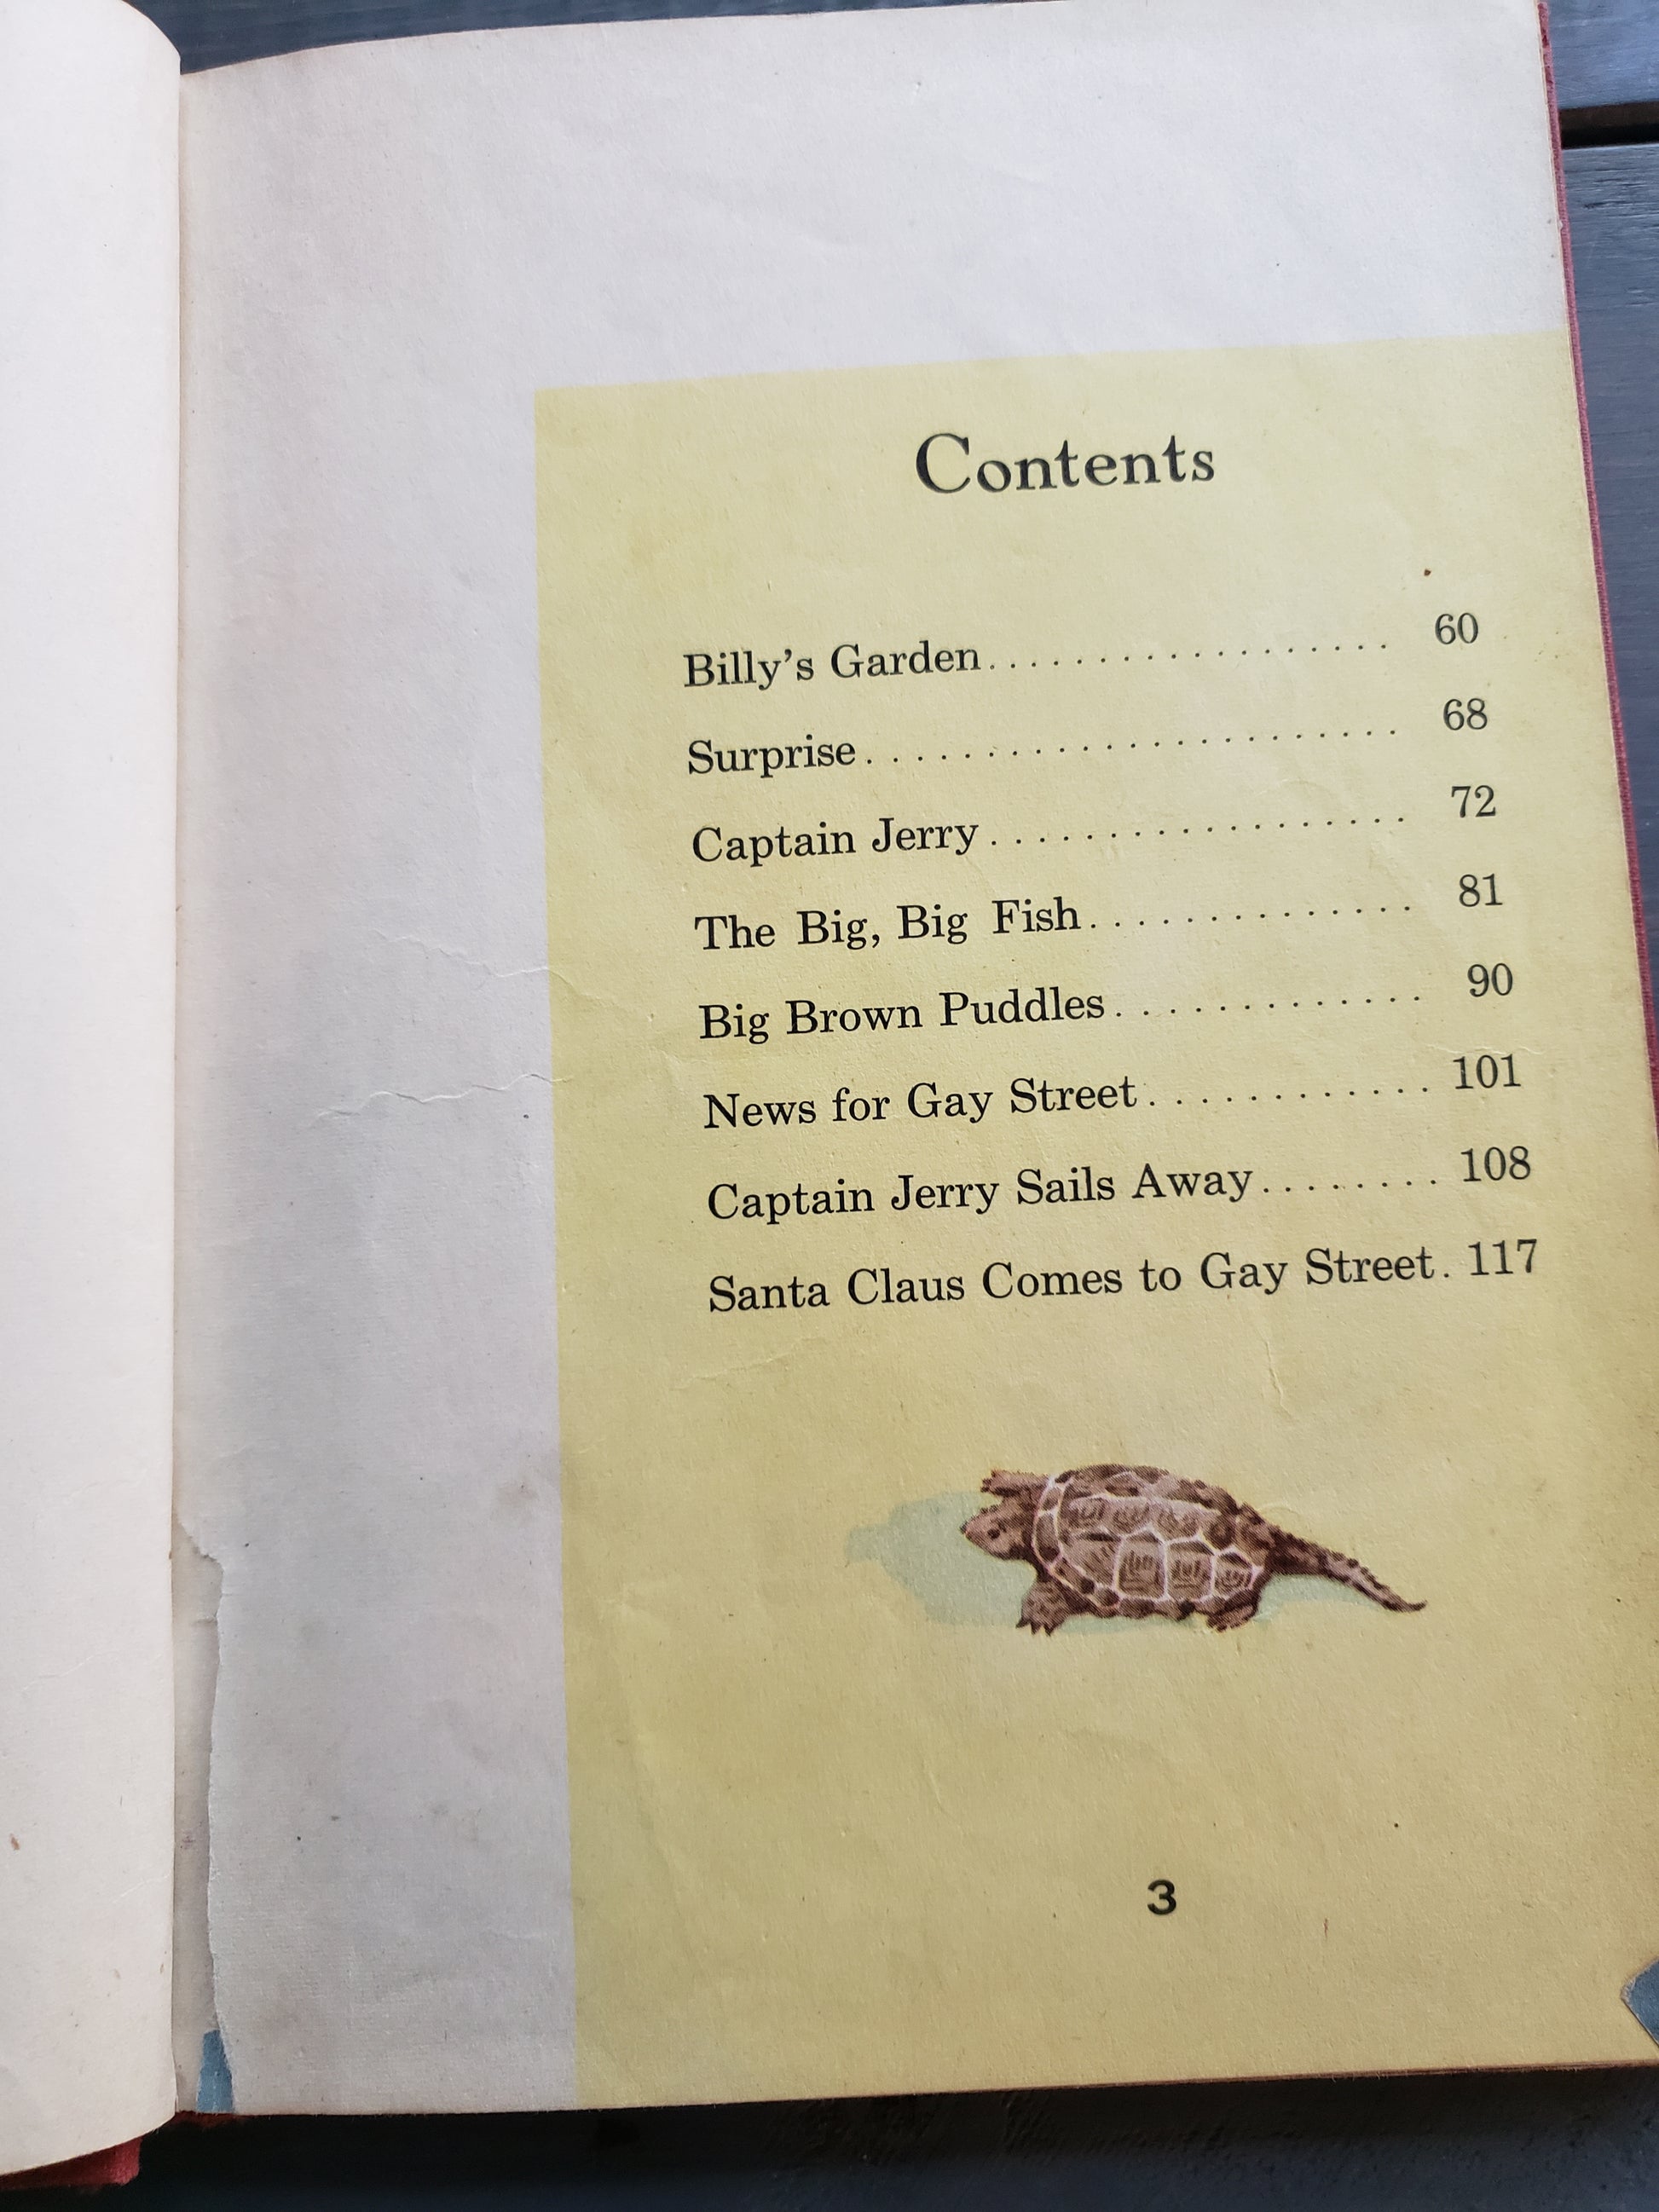 Contents
Billy's Garden.................. 60
Surprise...................... 68
Captain Jerry.................. 72
The Big, Big Fish.............. 81
Big Brown Puddles............. 90
News for Gay Street............ 101
Captain Jerry Sails Away........ 108
Santa Claus Comes to Gay Street. 117
3